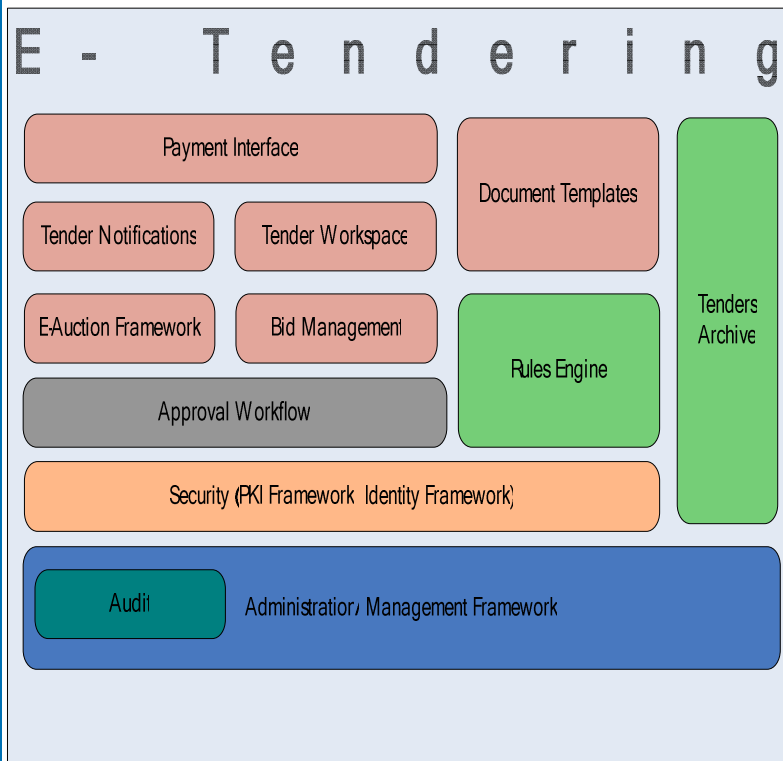 E- Tendering
Payment Interface
Document Templates
Tender Notifications
Tender Workspace
Tenders
Archive
E-Auction Framework
Bid Management
Rules Engine
Approval Workflow
Security (PKI Framework Identity Framework)
Audit
Administration/ Management Framework